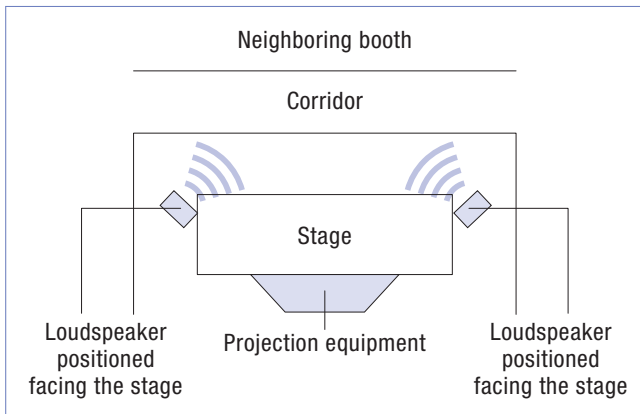 Neighboring booth
Corridor
Stage
Loudspeaker
positioned
facing the stage
Projection equipment
Loudspeaker
positioned
facing the stage